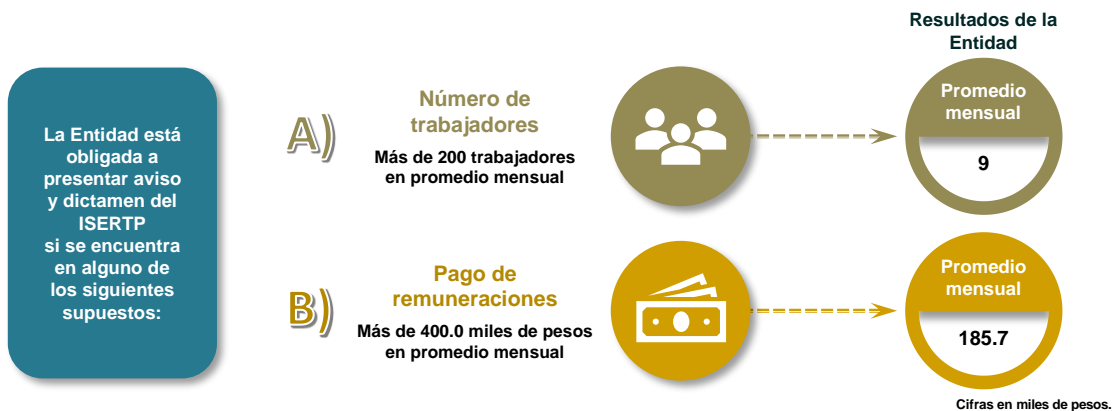 La Entidad está
obligada a
presentar aviso
y dictamen del
ISERTP
si se encuentra
en alguno de
los siguientes
supuestos:
A)
Número de
trabajadores
Más de 200 trabajadores
en promedio mensual
Resultados de la
Entidad
Promedio
mensual
9
B)
Pago de
remuneraciones
Más de 400.0 miles de pesos
en promedio mensual
Promedio
mensual
185.7
Cifras en miles de pesos.